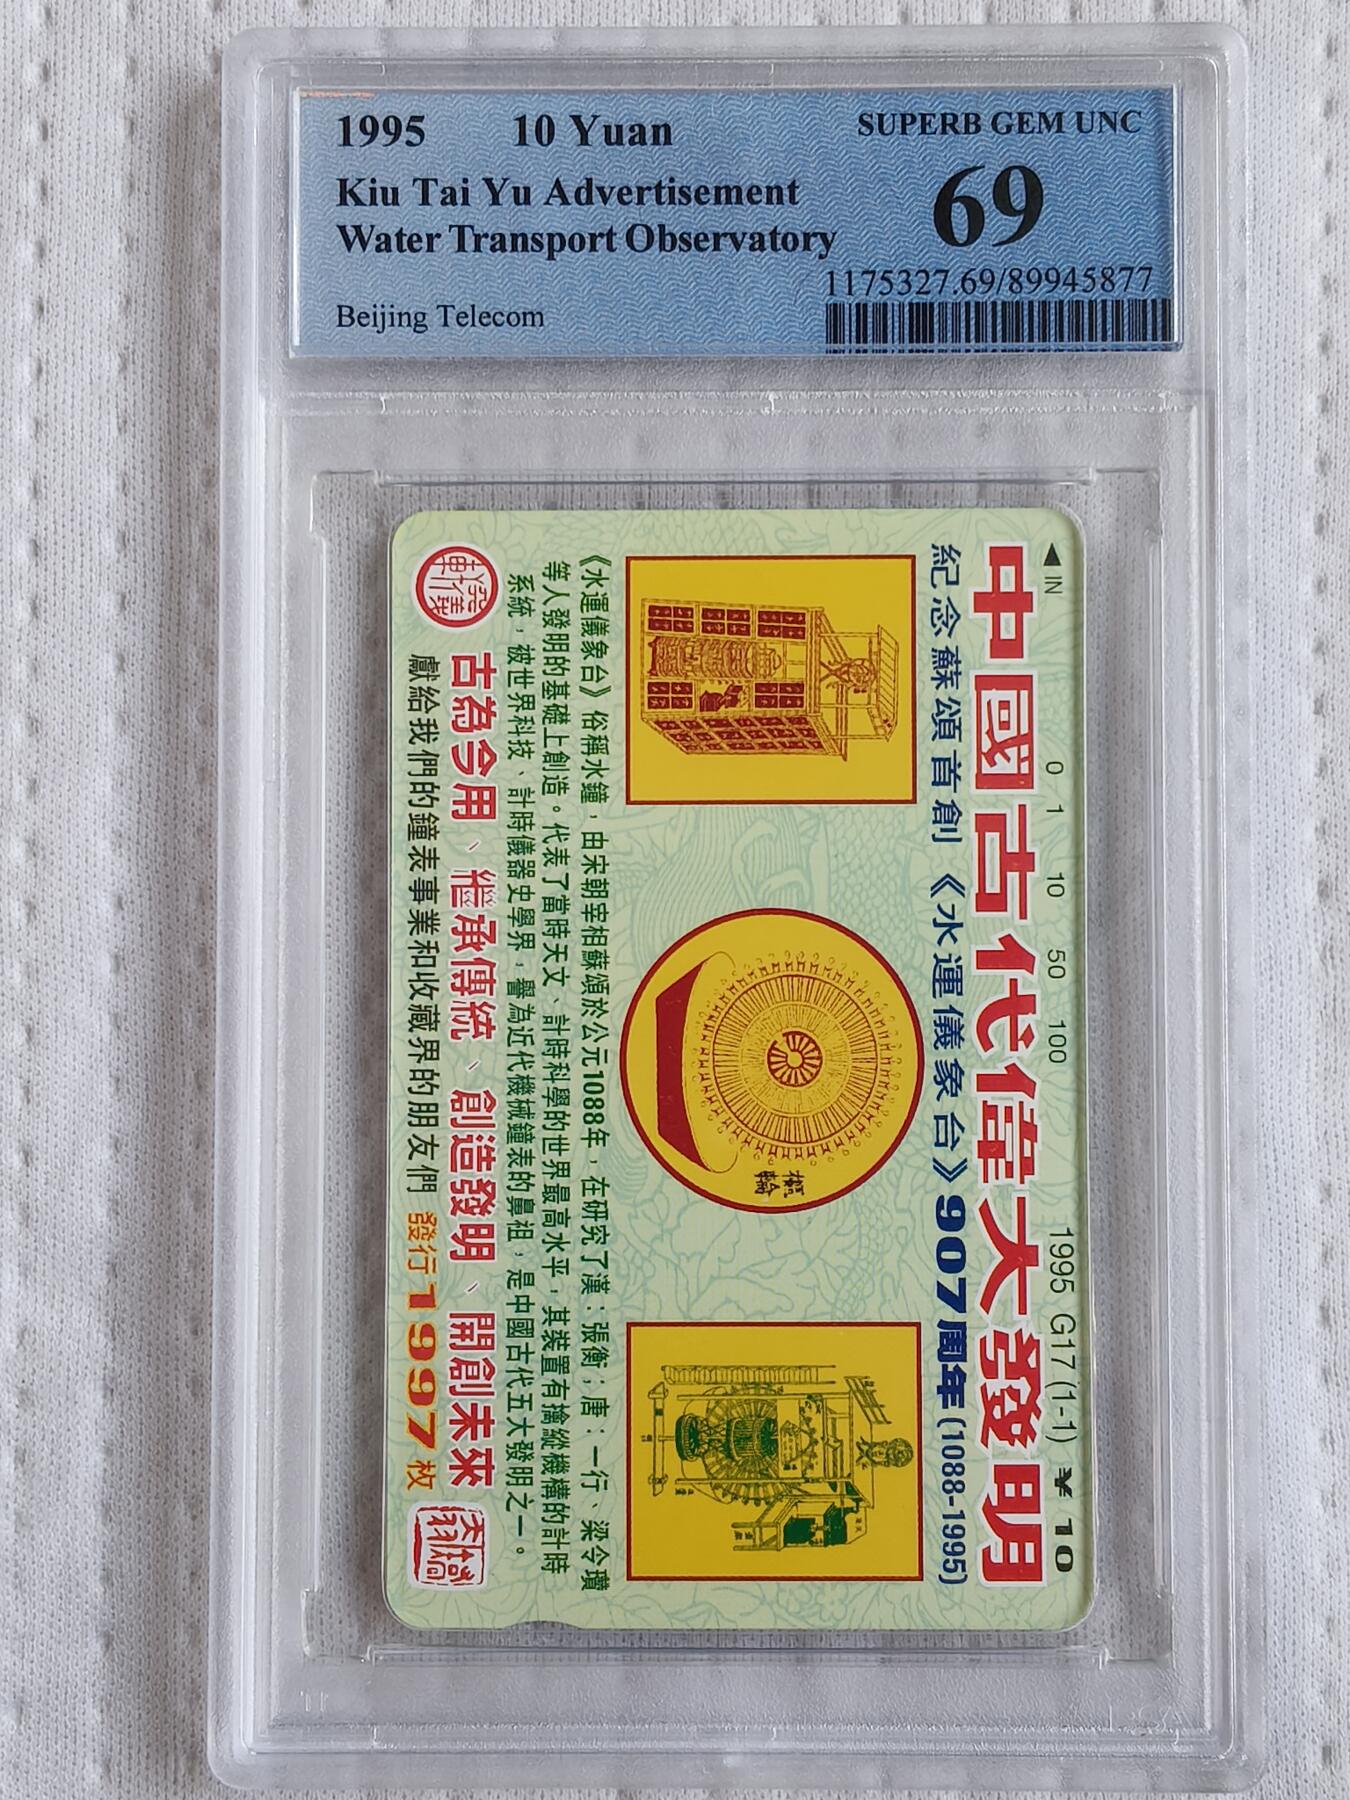 1995 10 Yuan
SUPERB GEM UNC
Kiu Tai Yu Advertisement
69
Water Transport Observatory
1175327.69/89945877
Beijing Telecom
◀ IN 0 1 10 50 100 1995 G17(1-1) ¥ 10
中國古代偉大發明
紀念蘇頌首創《水運儀象台》907周年(1088-1995)
樞輪
《水運儀象台》俗稱水鐘，由宋朝宰相蘇頌於公元1088年，在研究了漢：張衡；唐：一行、梁令瓚
等人發明的基礎上創造。代表了當時天文、計時科學的世界最高水平，其裝置有擒縱機構的計時
系統，被世界科技、計時儀器史學界，譽為近代機械鐘表的鼻祖，是中國古代五大發明之一。
古為今用、繼承傳統、創造發明、開創未來
獻給我們的鐘表事業和收藏界的朋友們 發行1997枚